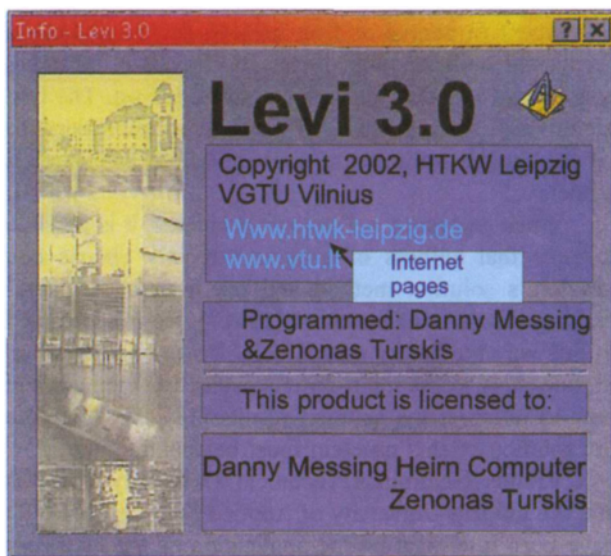 Info - Levi 3.0
Levi 3.0
Copyright 2002, HTKW Leipzig
VGTU Vilnius
Www.htwk-leipzig.de
www.vtu.lt
Internet
pages
Programmed: Danny Messing
&Zenonas Turskis
This product is licensed to:
Danny Messing Heirn Computer
Zenonas Turskis